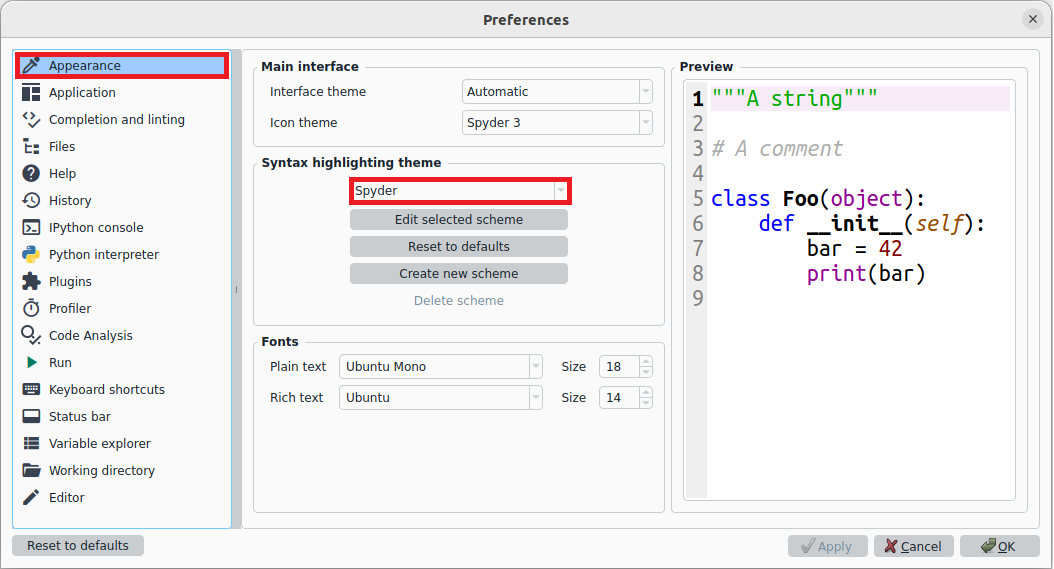 Preferences
Appearance
Application
Completion and linting
Files
Help
History
IPython console
Python interpreter
Plugins
Profiler
Code Analysis
Run
Keyboard shortcuts
Status bar
Variable explorer
Working directory
Editor
Main interface
Interface theme Automatic
Icon theme Spyder 3
Syntax highlighting theme
Spyder
Edit selected scheme
Reset to defaults
Create new scheme
Delete scheme
Fonts
Plain text Ubuntu Mono Size 18
Rich text Ubuntu Size 14
Preview
1 """A string"""
2
3 # A comment
4
5 class Foo(object):
6     def __init__(self):
7         bar = 42
8         print(bar)
9
Reset to defaults
Apply Cancel OK